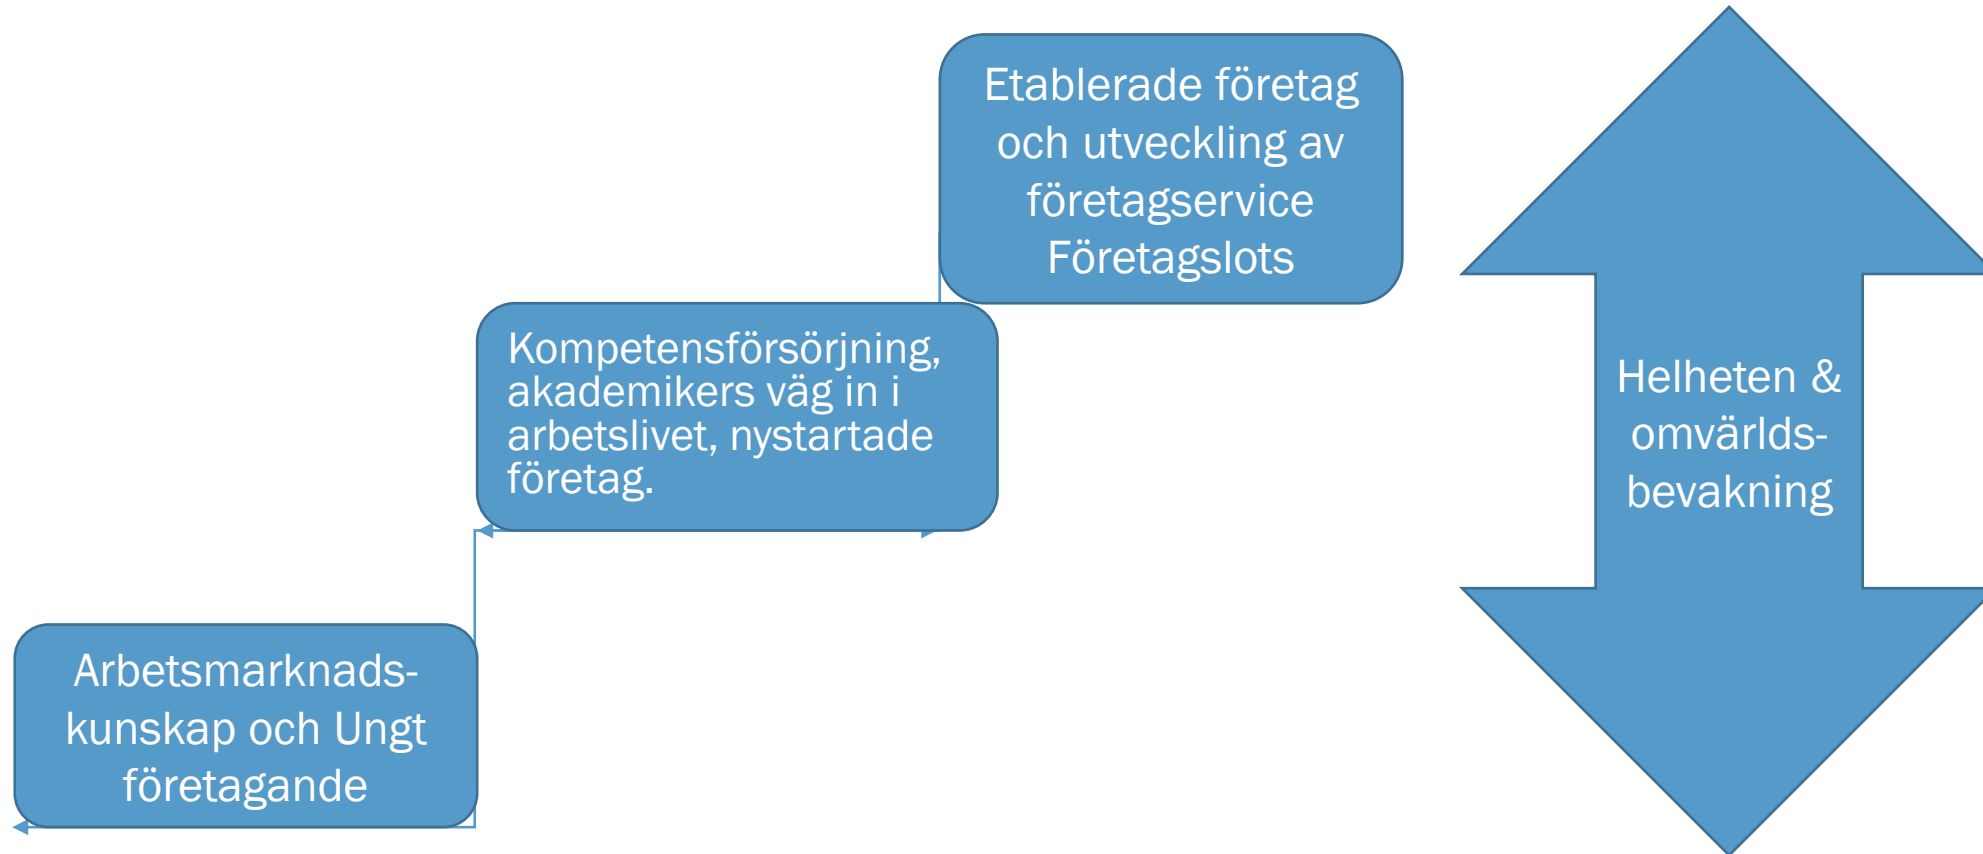 Etablerade företag
och utveckling av
företagservice
Företagslots
Kompetensförsörjning,
akademikers väg in i
arbetslivet, nystartade
företag.
Arbetsmarknads-
kunskap och Ungt
företagande
Helheten &
omvärlds-
bevakning